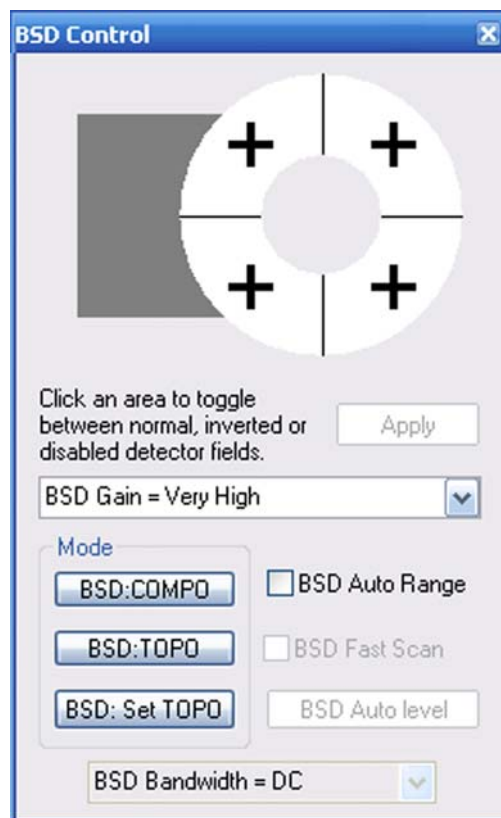 BSD Control
+ +
+ +
Click an area to toggle
between normal, inverted or
disabled detector fields.
Apply
BSD Gain = Very High
Mode
BSD:COMPO
BSD Auto Range
BSD:TOPO
BSD Fast Scan
BSD: Set TOPO
BSD Auto level
BSD Bandwidth = DC